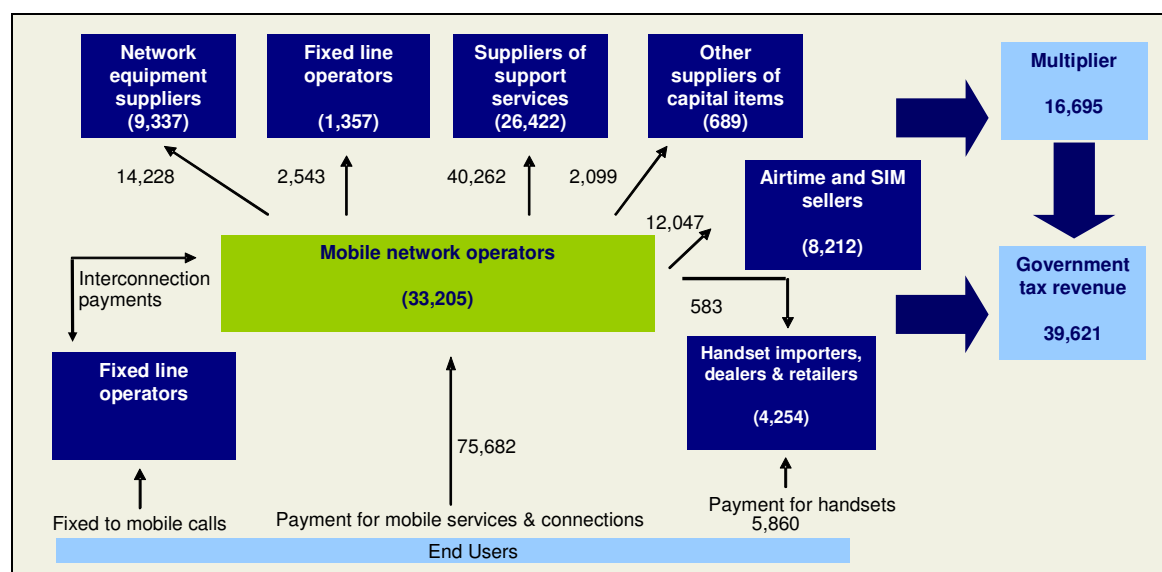 Network
equipment
suppliers
(9,337)
Fixed line
operators
(1,357)
Suppliers of
support
services
(26,422)
Other
suppliers of
capital items
(689)
Multiplier
16,695
14,228
2,543
40,262
2,099
12,047
Airtime and SIM
sellers
(8,212)
Mobile network operators
(33,205)
Interconnection
payments
583
Government
tax revenue
39,621
Fixed line
operators
Handset importers,
dealers & retailers
(4,254)
75,682
Fixed to mobile calls
Payment for mobile services & connections
Payment for handsets
5,860
End Users